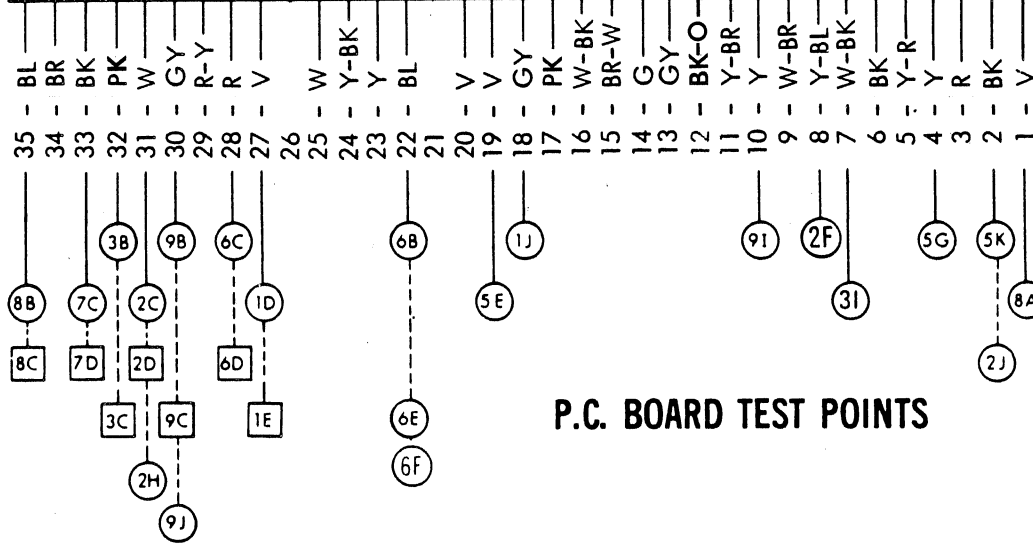 35 - BL
34 - BR
33 - BK
32 - PK
31 - W
30 - GY
29 - R-Y
28 - R
27 - V
26
25 - W
24 - Y-BK
23 - Y
22 - BL
21
20 - V
19 - V
18 - GY
17 - PK
16 - W-BK
15 - BR-W
14 - G
13 - GY
12 - BK-O
11 - Y-BR
10 - Y
9 - W-BR
8 - Y-BL
7 - W-BK
6 - BK
5 - Y-R
4 - Y
3 - R
2 - BK
1 - V
3B 9B 6C 6B 1J 9I 2F 5G 5K
8B 7C 2C 1D 5E 3I 8A
8C 7D 2D 6D 2J
3C 9C 1E 6E P.C. BOARD TEST POINTS
6F
2H
9J